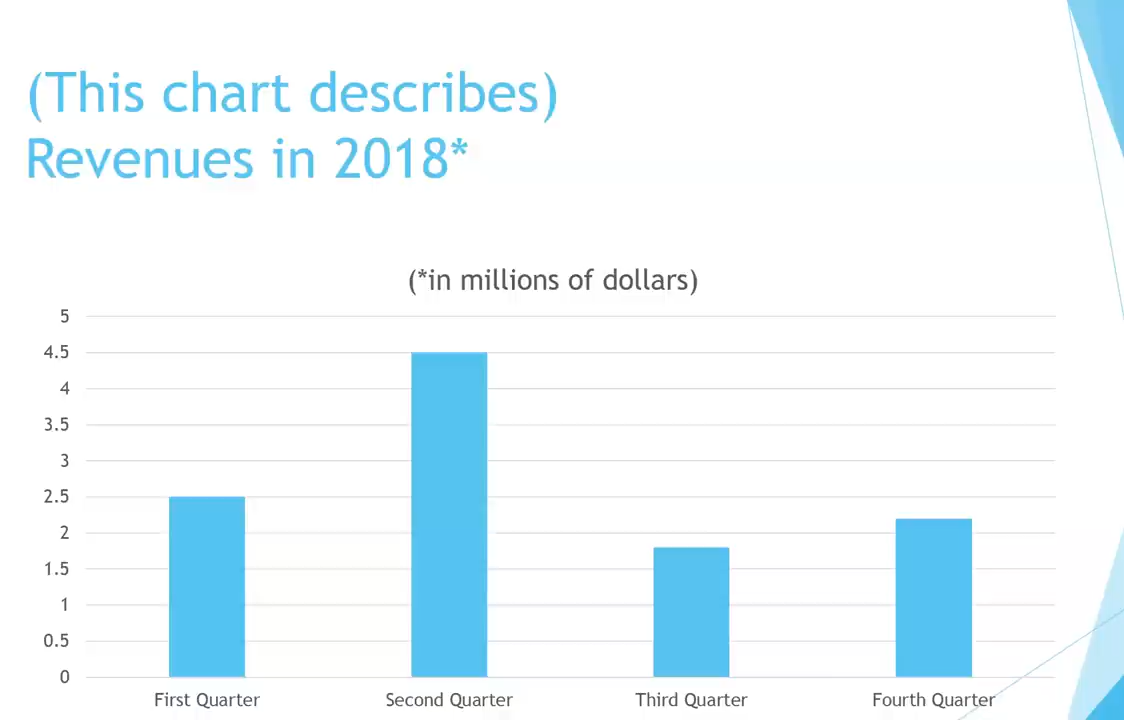 (This chart describes)
Revenues in 2018*
(*in millions of dollars)
5
4.5
4
3.5
3
2.5
2
1.5
1
0.5
0
First Quarter
Second Quarter
Third Quarter
Fourth Quarter